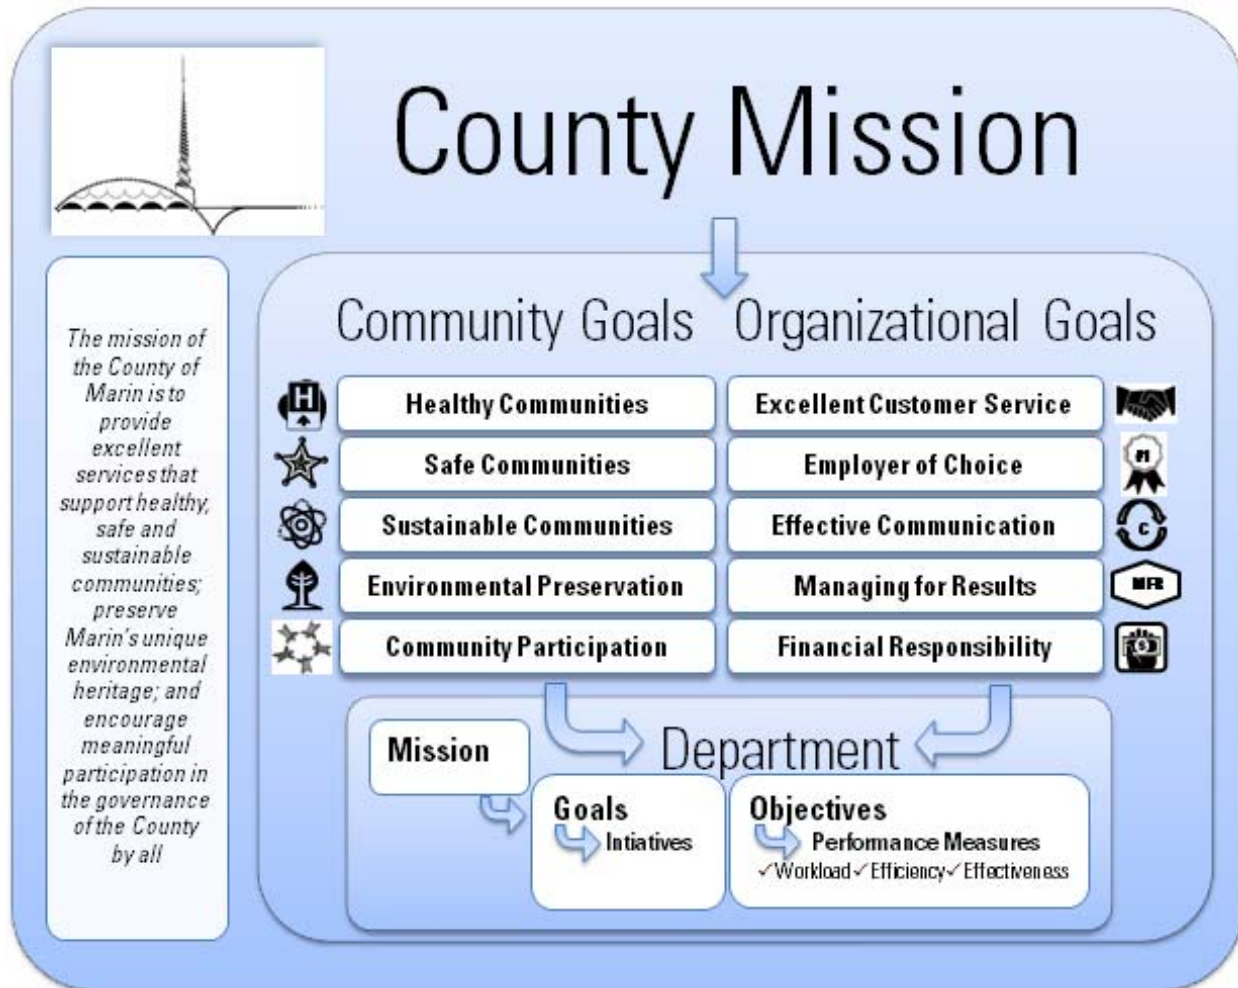 County Mission
The mission of
the County of
Marin is to
provide
excellent
services that
support healthy,
safe and
sustainable
communities;
preserve
Marin's unique
environmental
heritage; and
encourage
meaningful
participation in
the governance
of the County
by all
Community Goals
Organizational Goals
H
Healthy Communities
Excellent Customer Service
Safe Communities
Employer of Choice
#1
Sustainable Communities
Effective Communication
C
Environmental Preservation
Managing for Results
MFR
Community Participation
Financial Responsibility
$
Department
Mission
Goals
Intiatives
Objectives
Performance Measures
✓Workload ✓Efficiency ✓Effectiveness